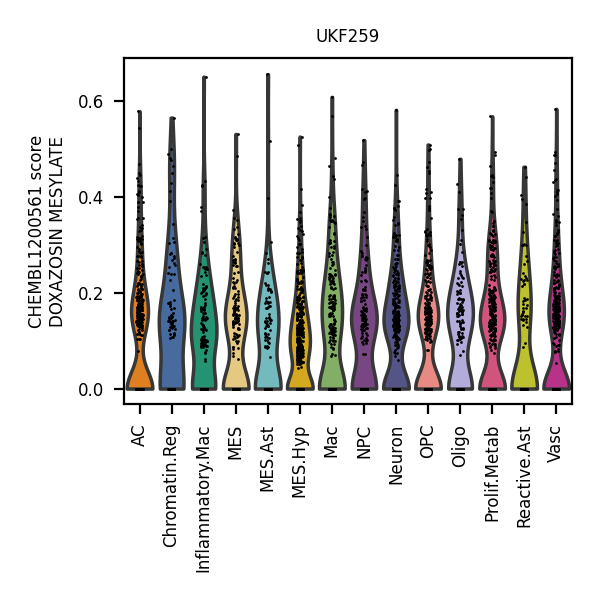 UKF259
CHEMBL1200561 score
DOXAZOSIN MESYLATE
0.6
0.4
0.2
0.0
AC
Chromatin.Reg
Inflammatory.Mac
MES
MES.Ast
MES.Hyp
Mac
NPC
Neuron
OPC
Oligo
Prolif.Metab
Reactive.Ast
Vasc